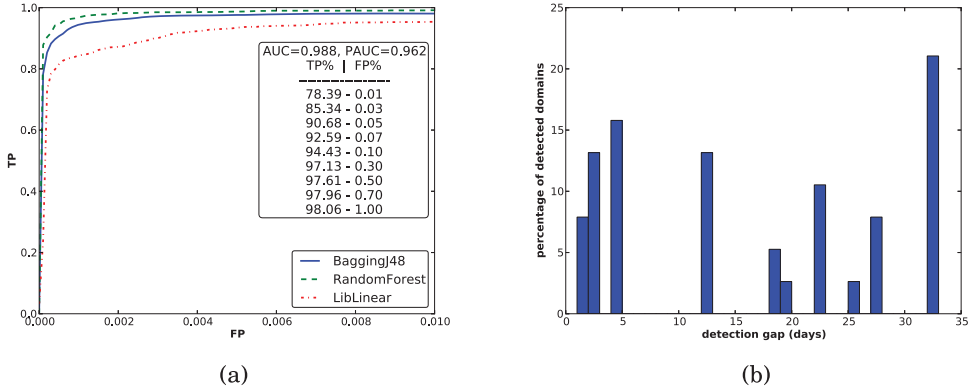 1.0
0.8
0.6
0.4
0.2
0.0
0.000
0.002
0.004
0.006
0.008
0.010
TP
FP
AUC=0.988, PAUC=0.962
TP% | FP%
--------------------
78.39 - 0.01
85.34 - 0.03
90.68 - 0.05
92.59 - 0.07
94.43 - 0.10
97.13 - 0.30
97.61 - 0.50
97.96 - 0.70
98.06 - 1.00
BaggingJ48
RandomForest
LibLinear
(a)
25
20
15
10
5
0
0
5
10
15
20
25
30
35
percentage of detected domains
detection gap (days)
(b)